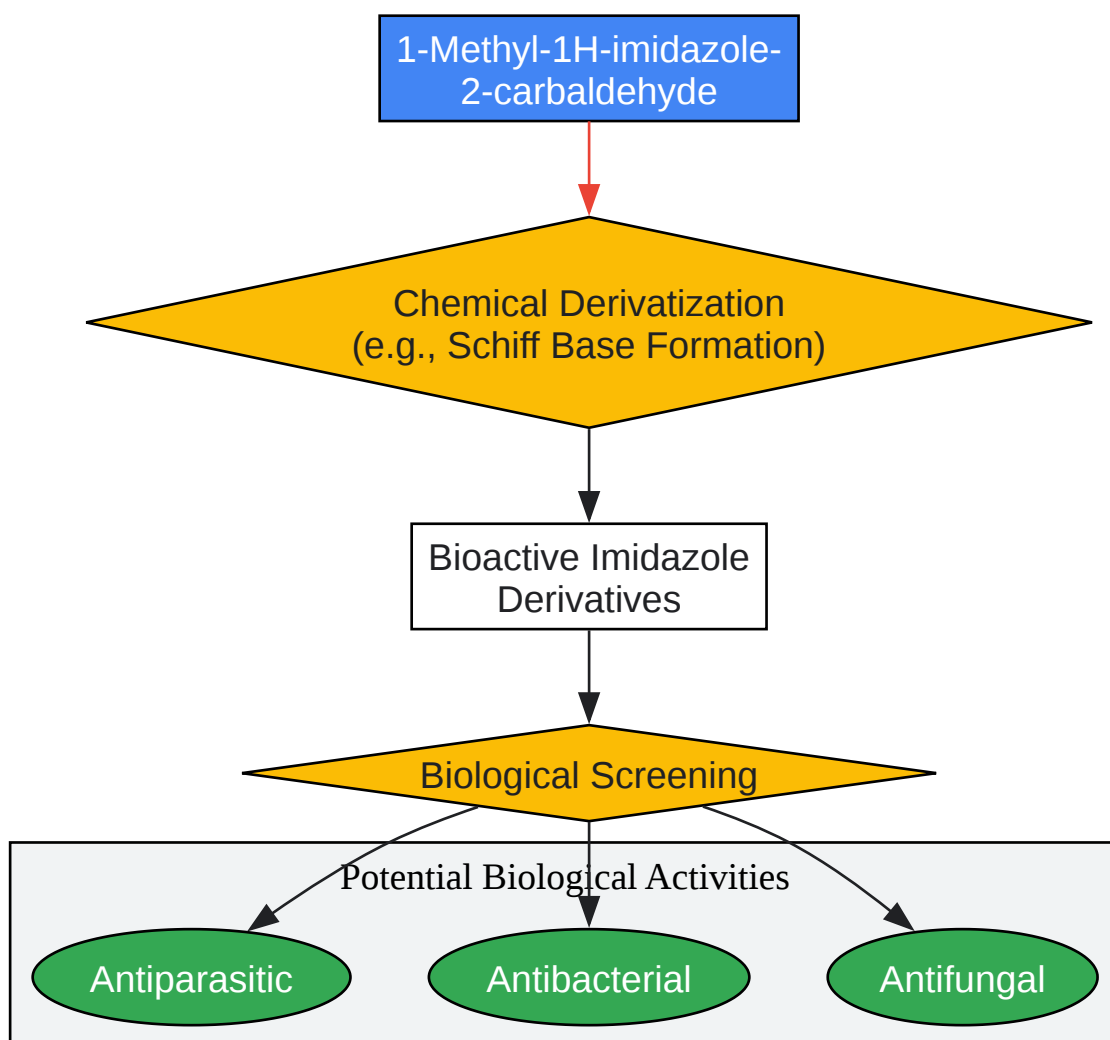 1-Methyl-1H-imidazole-
2-carbaldehyde
Chemical Derivatization
(e.g., Schiff Base Formation)
Bioactive Imidazole
Derivatives
Biological Screening
Potential Biological Activities
Antiparasitic
Antibacterial
Antifungal